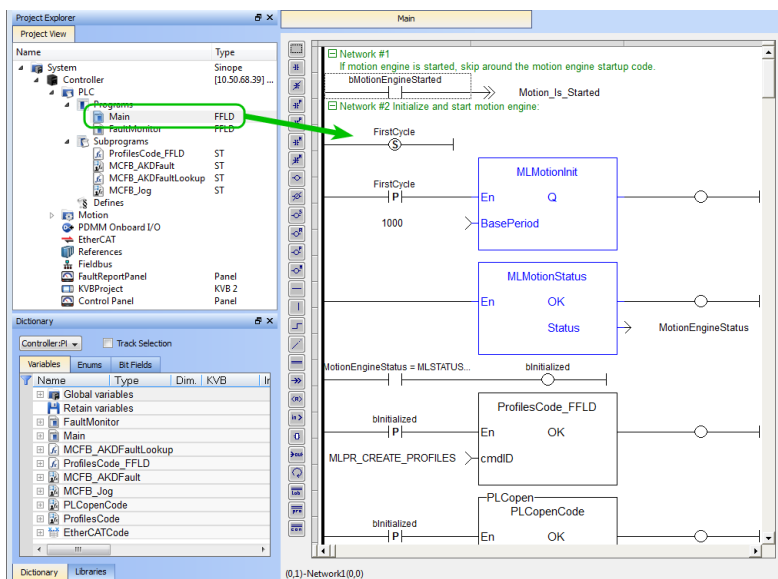 Project Explorer
Project View
Name Type
System Sinope
Controller [10.50.68.39] ...
PLC
Programs
Main FFLD
FaultMonitor FFLD
Subprograms
ProfilesCode_FFLD ST
MCFB_AKDFault ST
MCFB_AKDFaultLookup ST
MCFB_Jog ST
Defines
Motion
PDMM Onboard I/O
EtherCAT
References
Fieldbus
FaultReportPanel Panel
KVBProject KVB 2
Control Panel Panel
Dictionary
Controller:Pl
Track Selection
Variables Enums Bit Fields
Name Type Dim. KVB Ir
Global variables
Retain variables
FaultMonitor
Main
MCFB_AKDFaultLookup
ProfilesCode_FFLD
MCFB_AKDFault
MCFB_Jog
PLCopenCode
ProfilesCode
EtherCATCode
Dictionary Libraries
Main
Network #1
If motion engine is started, skip around the motion engine startup code.
bMotionEngineStarted
Motion_Is_Started
Network #2 Initialize and start motion engine:
FirstCycle
S
MLMotionInit
FirstCycle
P
En Q
1000
BasePeriod
MLMotionStatus
En OK
Status
MotionEngineStatus
MotionEngineStatus = MLSTATUS...
bInitialized
ProfilesCode_FFLD
bInitialized
P
En OK
MLPR_CREATE_PROFILES
cmdID
PLCopen
PLCopenCode
bInitialized
P
En OK
(0,1)-Network1(0,0)